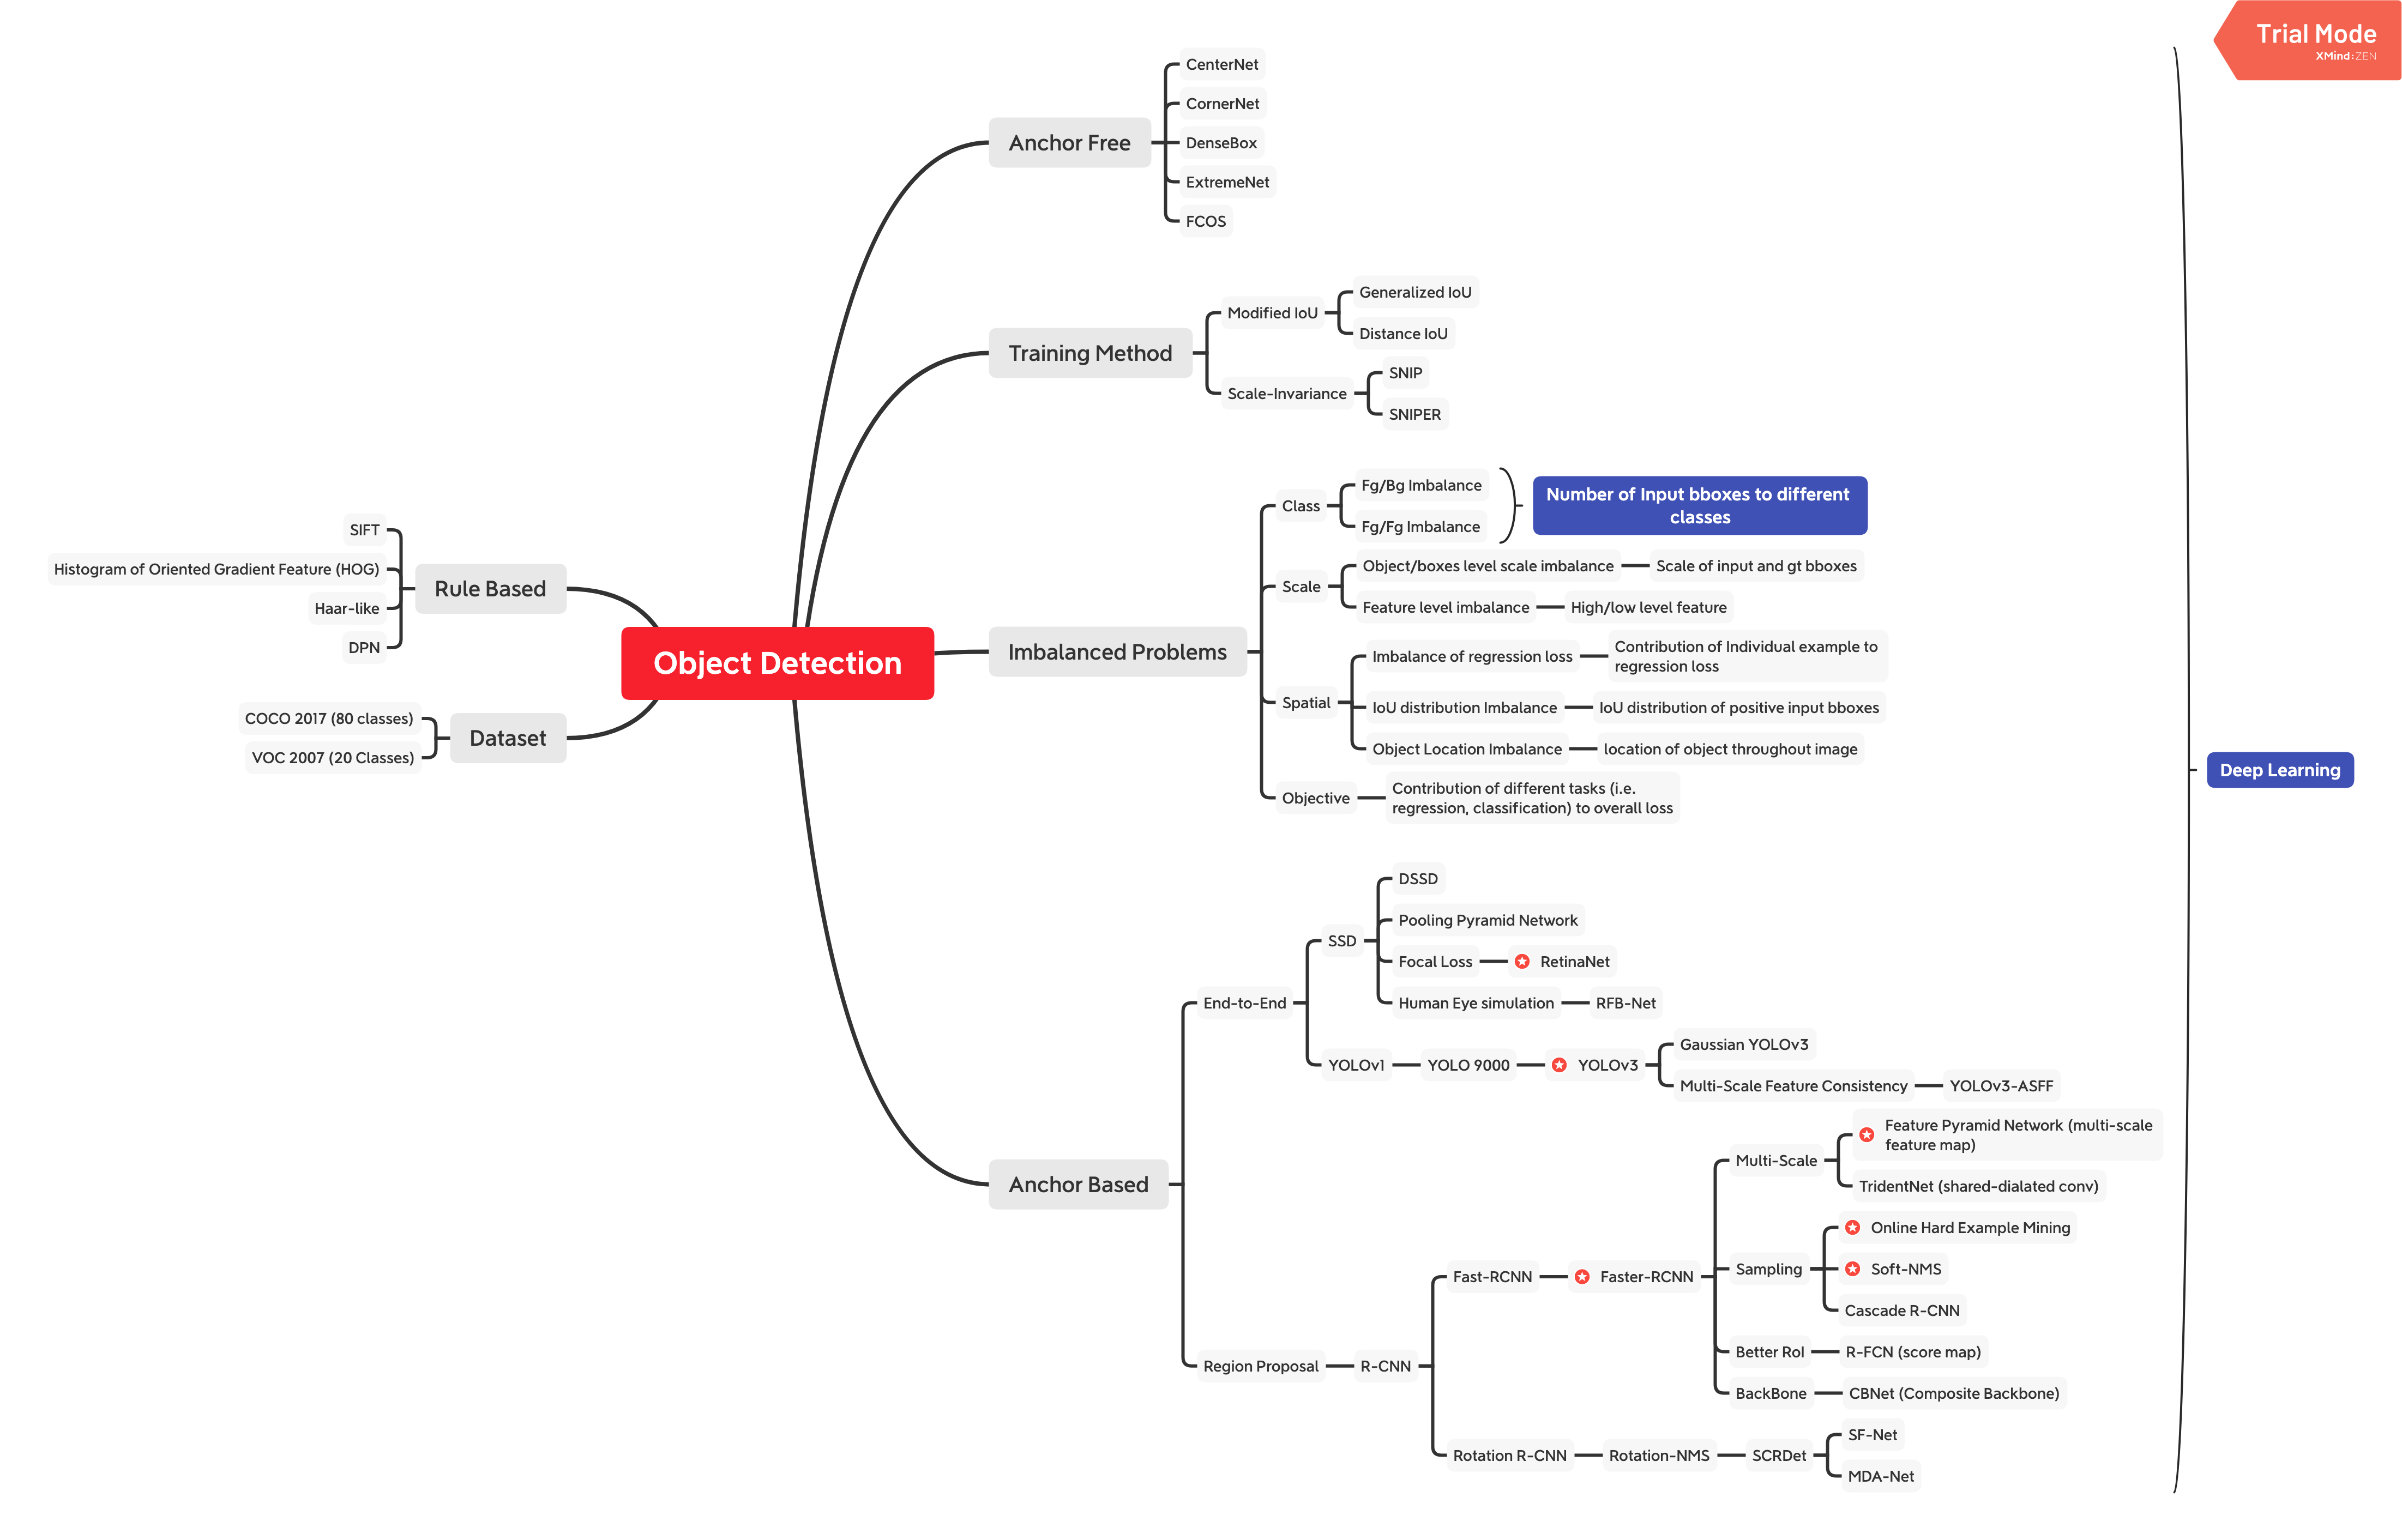 Trial Mode
XMind:ZEN
Object Detection
Anchor Free
CenterNet
CornerNet
DenseBox
ExtremeNet
FCOS
Training Method
Modified IoU
Generalized IoU
Distance IoU
Scale-Invariance
SNIP
SNIPER
Imbalanced Problems
Class
Fg/Bg Imbalance
Fg/Fg Imbalance
Number of Input bboxes to different
classes
Scale
Object/boxes level scale imbalance
Scale of input and gt bboxes
Feature level imbalance
High/low level feature
Spatial
Imbalance of regression loss
Contribution of Individual example to
regression loss
IoU distribution Imbalance
IoU distribution of positive input bboxes
Object Location Imbalance
location of object throughout image
Objective
Contribution of different tasks (i.e.
regression, classification) to overall loss
Anchor Based
End-to-End
SSD
DSSD
Pooling Pyramid Network
Focal Loss
RetinaNet
Human Eye simulation
RFB-Net
YOLOv1
YOLO 9000
YOLOv3
Gaussian YOLOv3
Multi-Scale Feature Consistency
YOLOv3-ASFF
Region Proposal
R-CNN
Fast-RCNN
Faster-RCNN
Multi-Scale
Feature Pyramid Network (multi-scale
feature map)
TridentNet (shared-dialated conv)
Sampling
Online Hard Example Mining
Soft-NMS
Cascade R-CNN
Better RoI
R-FCN (score map)
BackBone
CBNet (Composite Backbone)
Rotation R-CNN
Rotation-NMS
SCRDet
SF-Net
MDA-Net
Deep Learning
Rule Based
SIFT
Histogram of Oriented Gradient Feature (HOG)
Haar-like
DPN
Dataset
COCO 2017 (80 classes)
VOC 2007 (20 Classes)